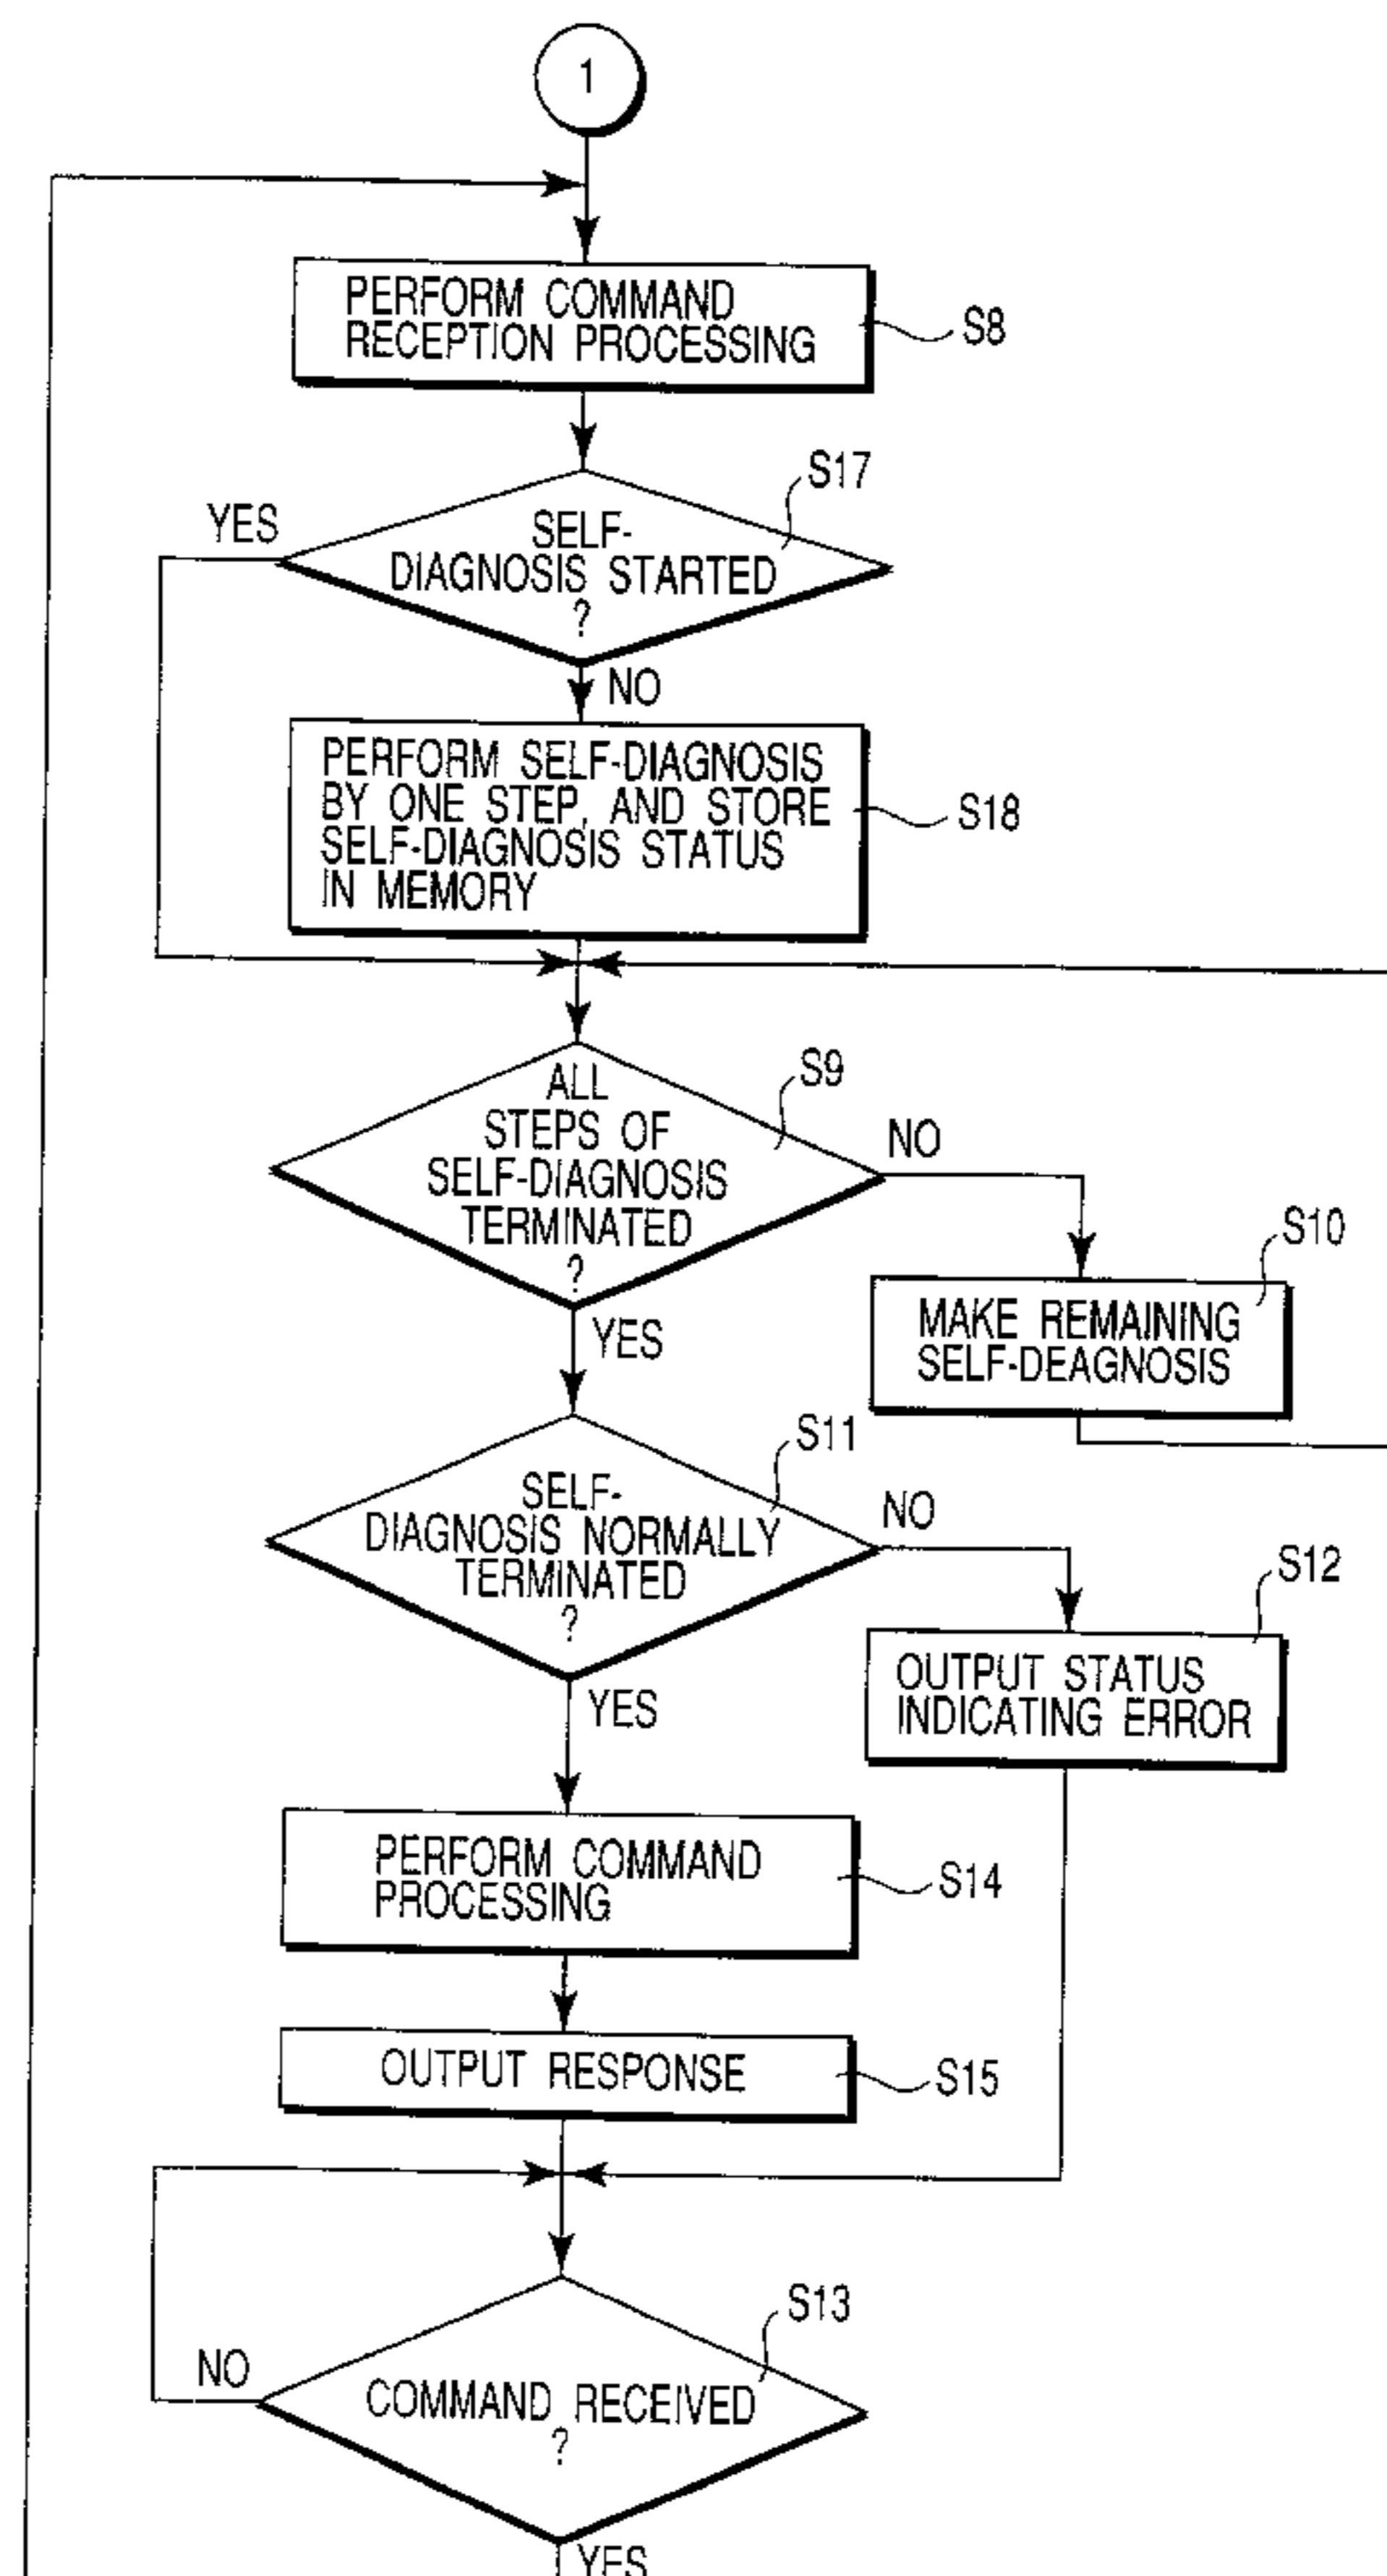 1
PERFORM COMMAND
RECEPTION PROCESSING
S8
S17
YES
SELF-
DIAGNOSIS STARTED
?
NO
PERFORM SELF-DIAGNOSIS
BY ONE STEP, AND STORE
SELF-DIAGNOSIS STATUS
IN MEMORY
S18
S9
ALL
STEPS OF
SELF-DIAGNOSIS
TERMINATED
?
NO
YES
S10
MAKE REMAINING
SELF-DEAGNOSIS
S11
SELF-
DIAGNOSIS NORMALLY
TERMINATED
?
NO
YES
S12
OUTPUT STATUS
INDICATING ERROR
PERFORM COMMAND
PROCESSING
S14
OUTPUT RESPONSE
S15
S13
NO
COMMAND RECEIVED
?
YES